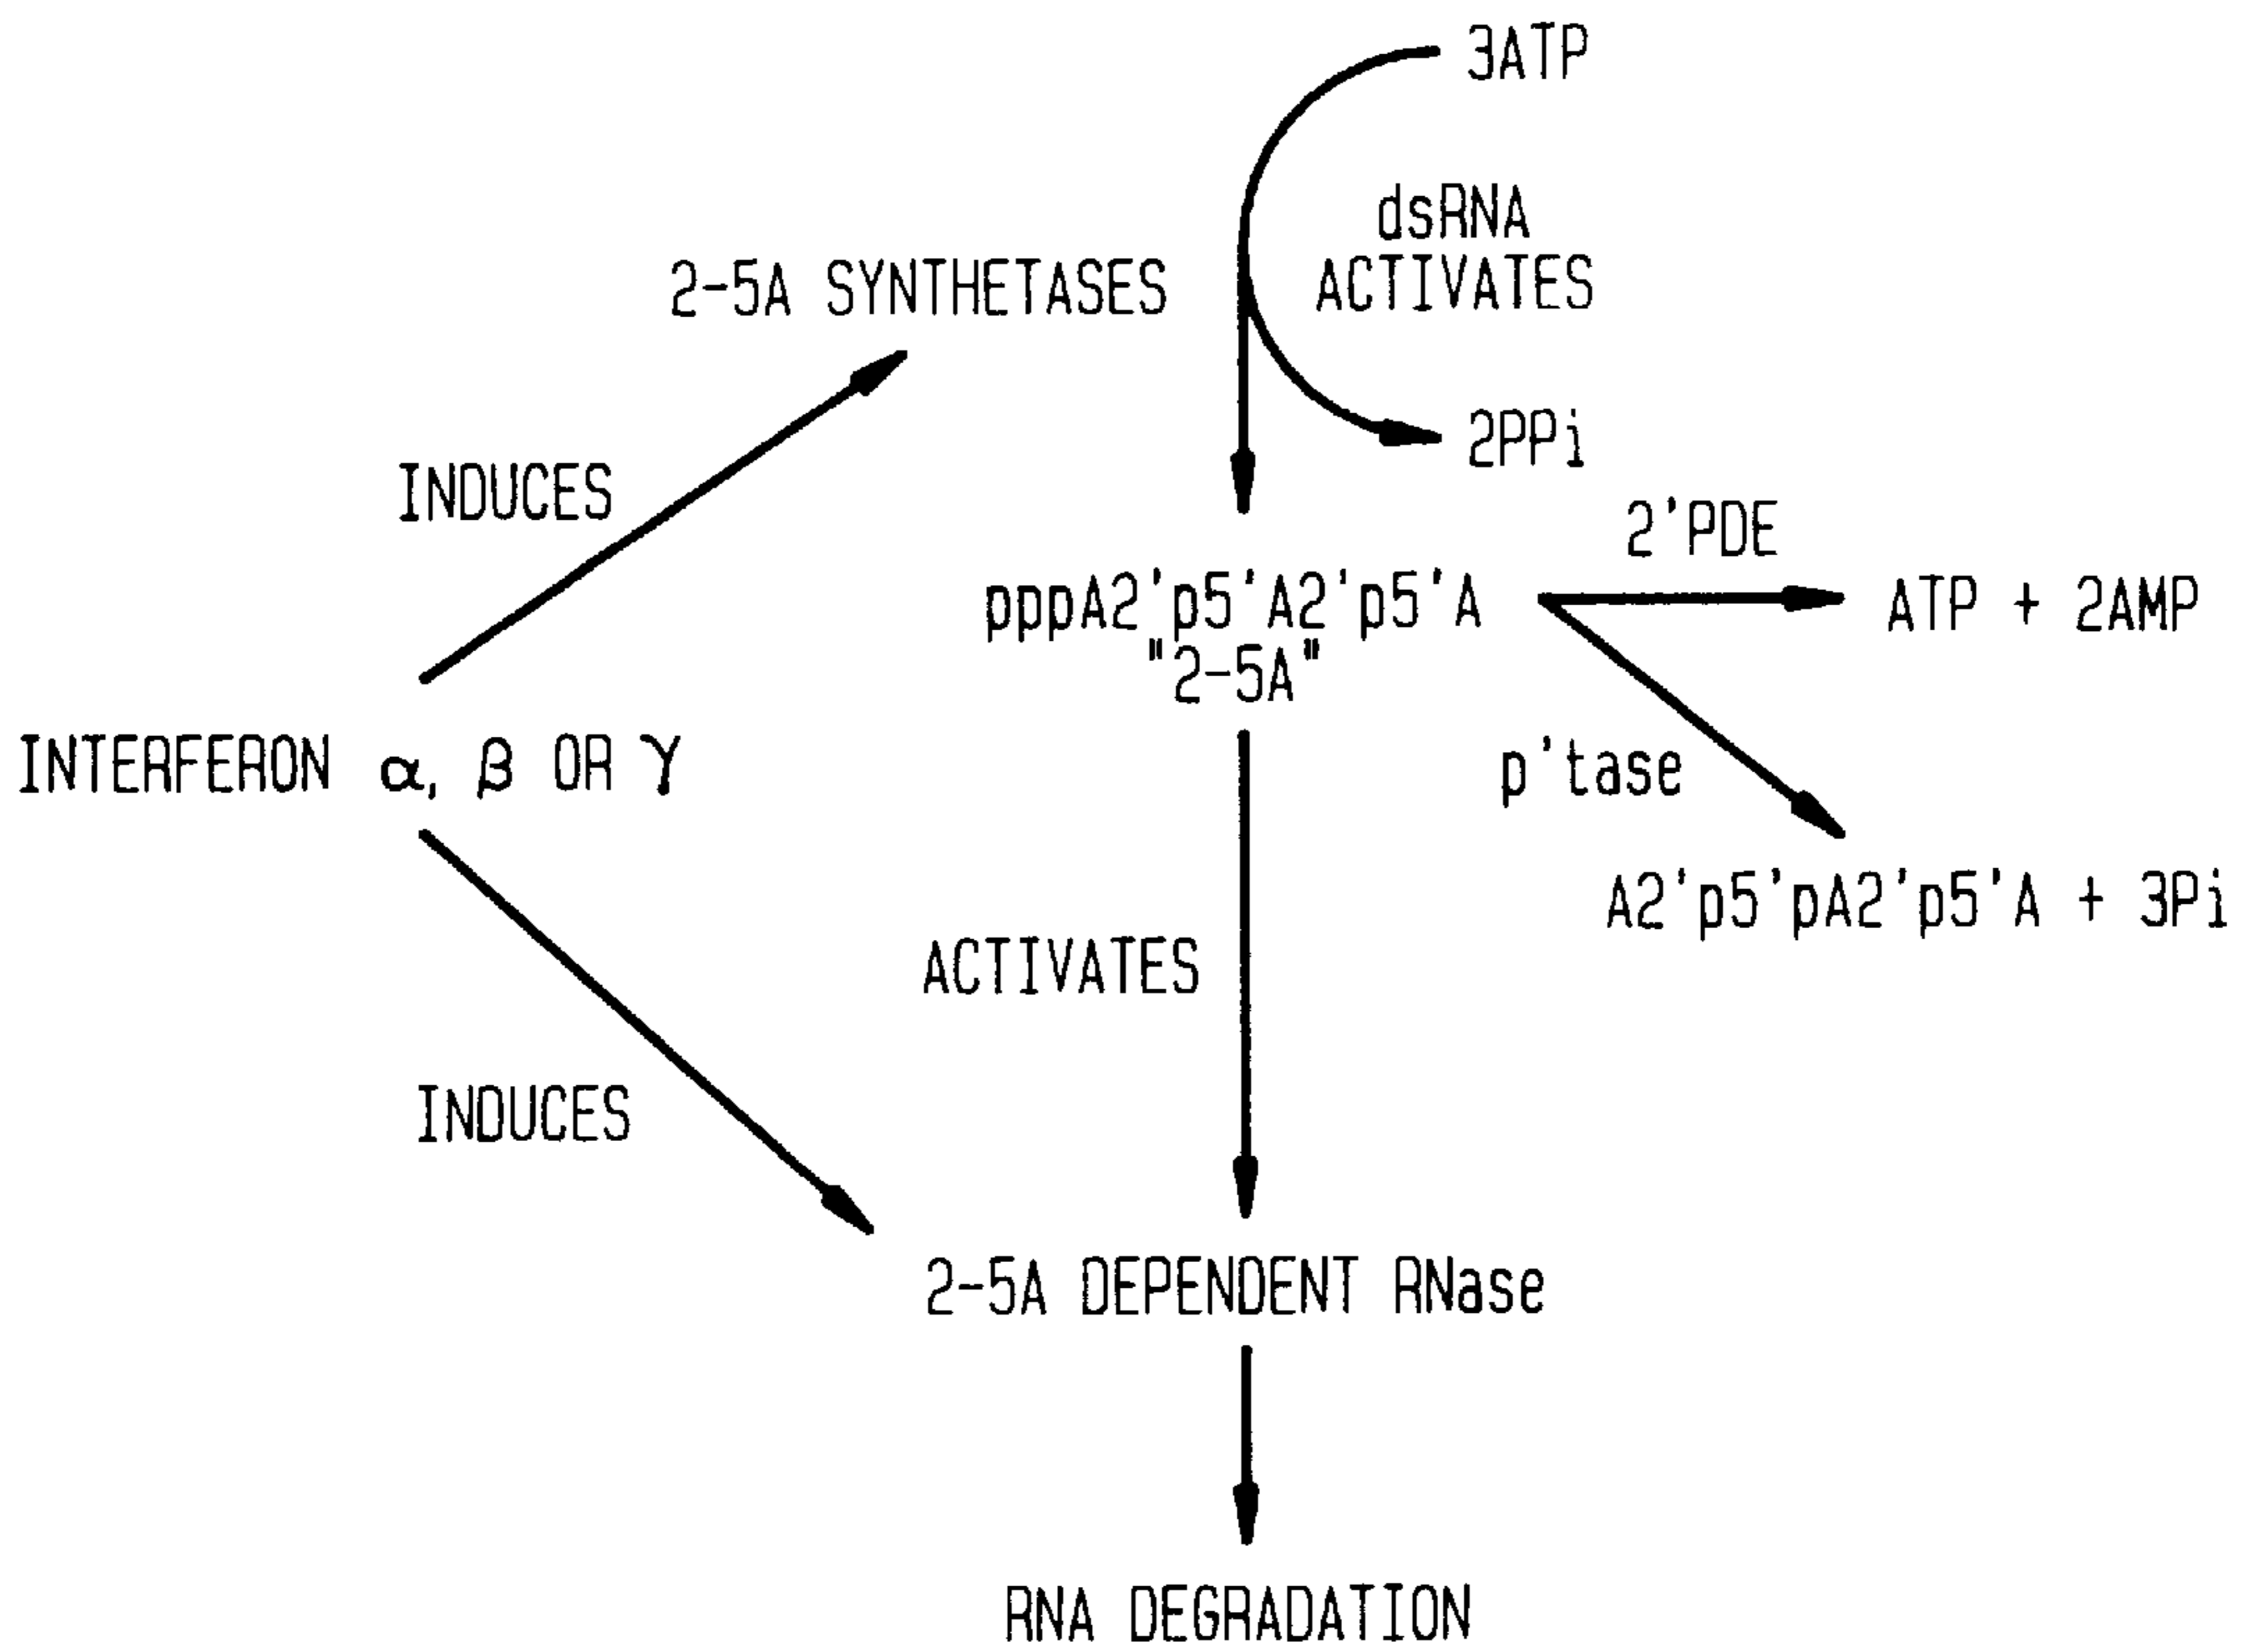 3ATP
dsRNA
ACTIVATES
2-5A SYNTHETASES
2PPi
INDUCES
2'PDE
pppA2'p5'A2'p5'A
ATP + 2AMP
"2-5A"
INTERFERON α, β OR γ
p'tase
A2'p5'pA2'p5'A + 3Pi
ACTIVATES
INDUCES
2-5A DEPENDENT RNase
RNA DEGRADATION